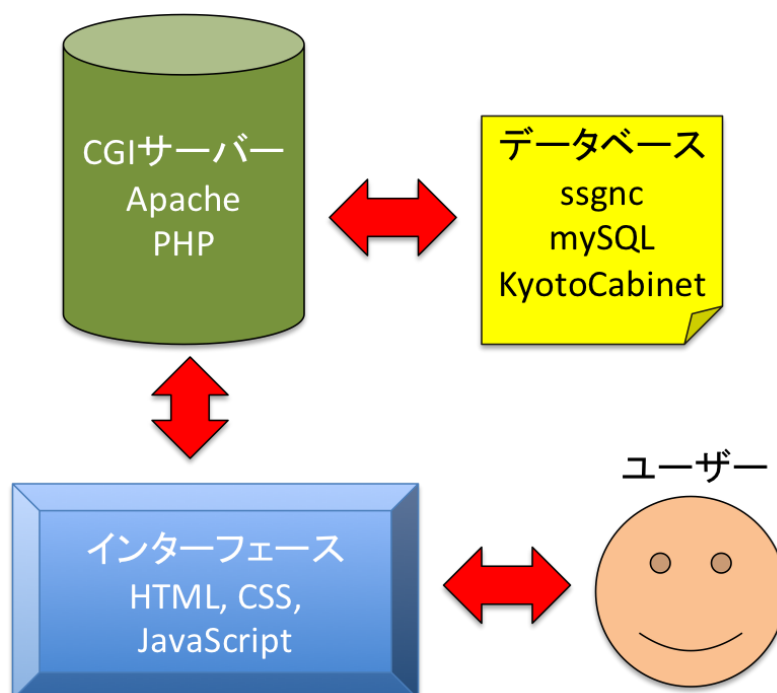 CGIサーバー
Apache
PHP
データベース
ssgnc
mySQL
KyotoCabinet
インターフェース
HTML, CSS,
JavaScript
ユーザー